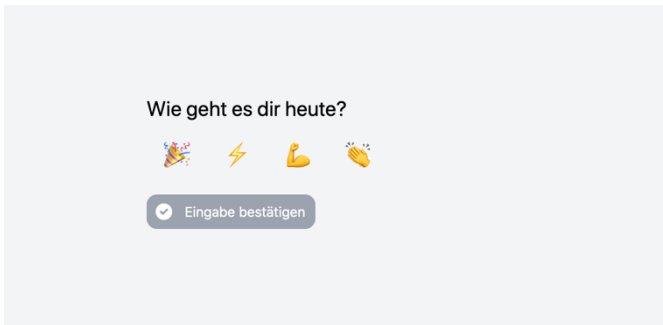 Wie geht es dir heute?
🎉 ⚡ 💪 👏
Eingabe bestätigen